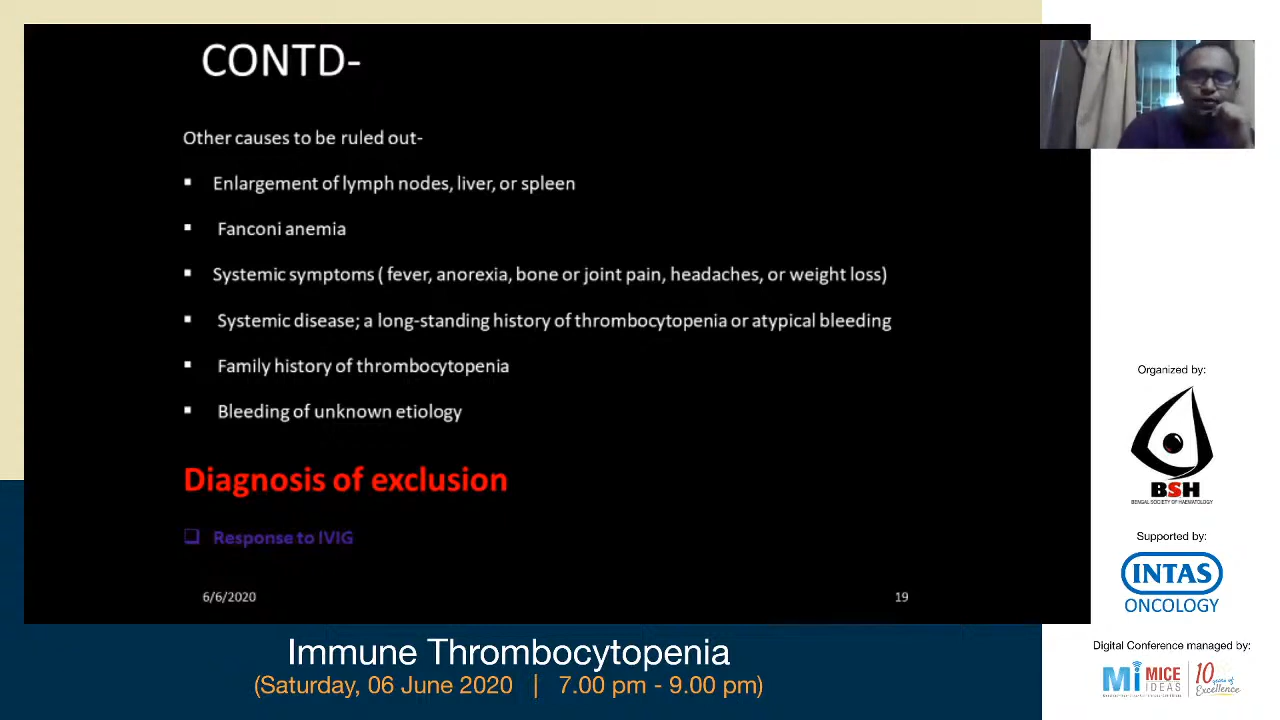 CONTD-
Other causes to be ruled out-
▪ Enlargement of lymph nodes, liver, or spleen
▪ Fanconi anemia
▪ Systemic symptoms ( fever, anorexia, bone or joint pain, headaches, or weight loss)
▪ Systemic disease; a long-standing history of thrombocytopenia or atypical bleeding
▪ Family history of thrombocytopenia
▪ Bleeding of unknown etiology
Diagnosis of exclusion
❑ Response to IVIG
6/6/2020
19
Immune Thrombocytopenia
(Saturday, 06 June 2020 | 7.00 pm - 9.00 pm)
Organized by:
BSH
BENGAL SOCIETY OF HAEMATOLOGY
Supported by:
INTAS
ONCOLOGY
Digital Conference managed by:
Mi MICE IDEAS
10 years of Excellence